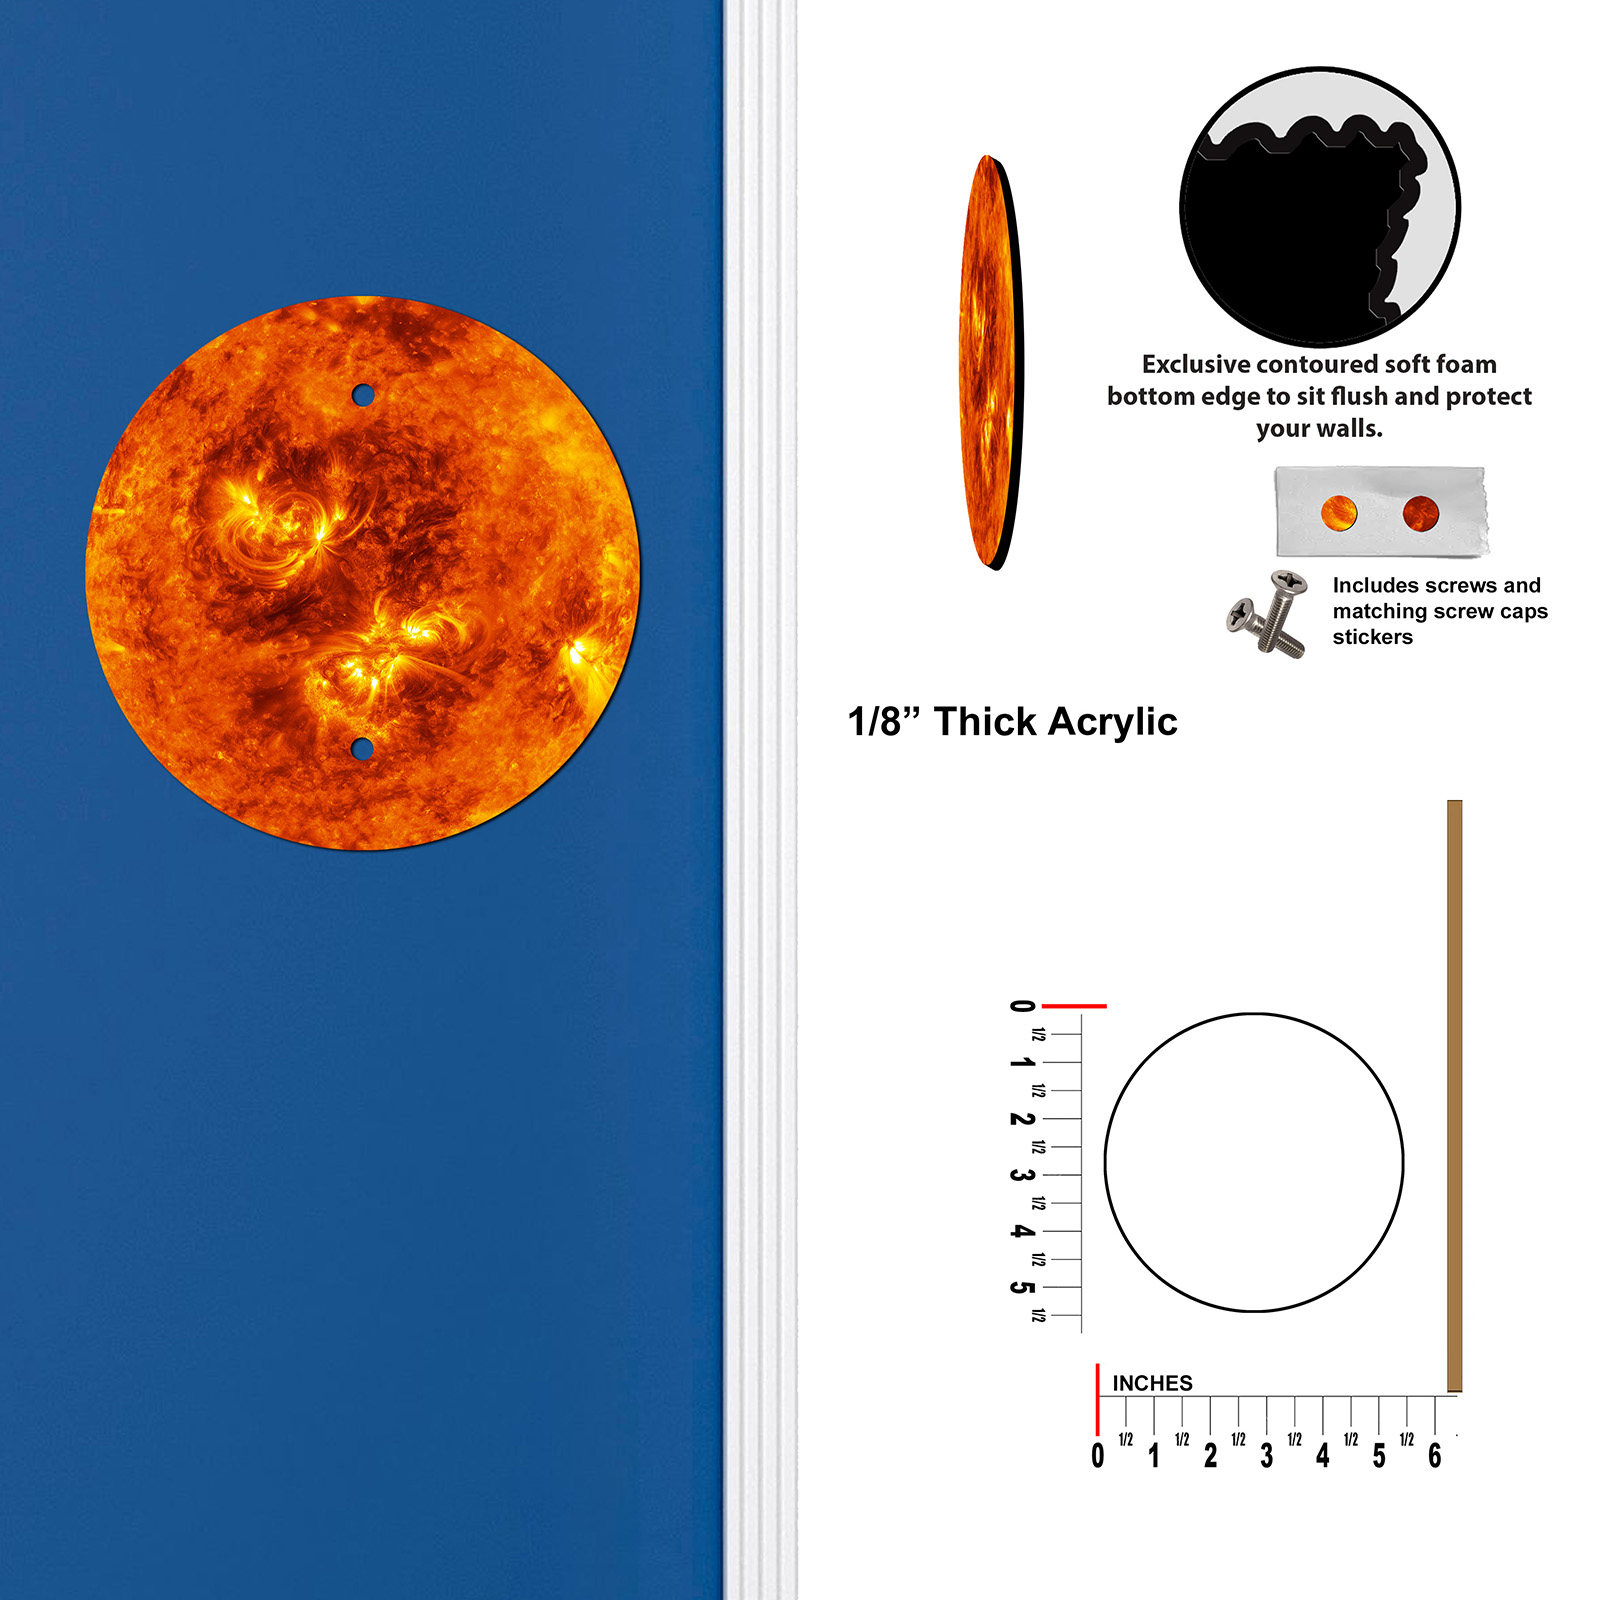 Exclusive contoured soft foam
bottom edge to sit flush and protect
your walls.
Includes screws and
matching screw caps
stickers
1/8” Thick Acrylic
0
1/2
1
1/2
2
1/2
3
1/2
4
1/2
5
1/2
INCHES
0 1/2 1 1/2 2 1/2 3 1/2 4 1/2 5 1/2 6